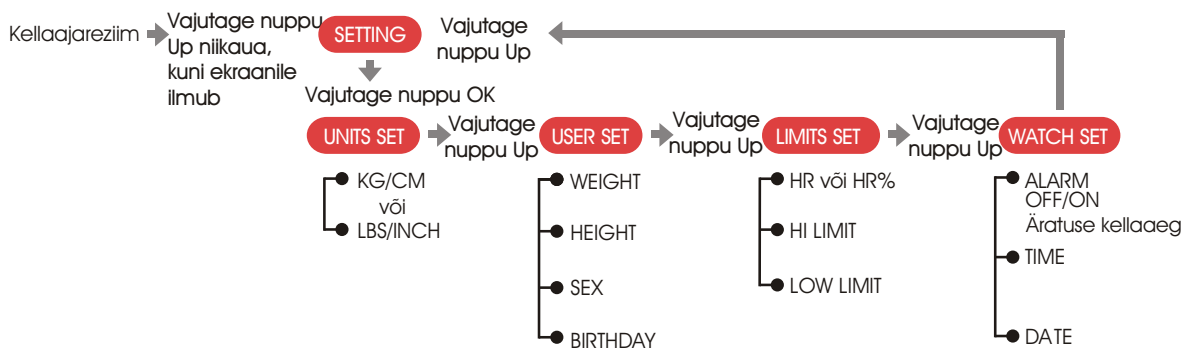 Kellaajareziim
Vajutage nuppu
Up niikaua,
kuni ekraanile
ilmub
SETTING
Vajutage
nuppu Up
Vajutage nuppu OK
UNITS SET
Vajutage
nuppu Up
USER SET
Vajutage
nuppu Up
LIMITS SET
Vajutage
nuppu Up
WATCH SET
KG/CM
või
LBS/INCH
WEIGHT
HEIGHT
SEX
BIRTHDAY
HR või HR%
HI LIMIT
LOW LIMIT
ALARM
OFF/ON
Äratuse kellaaeg
TIME
DATE